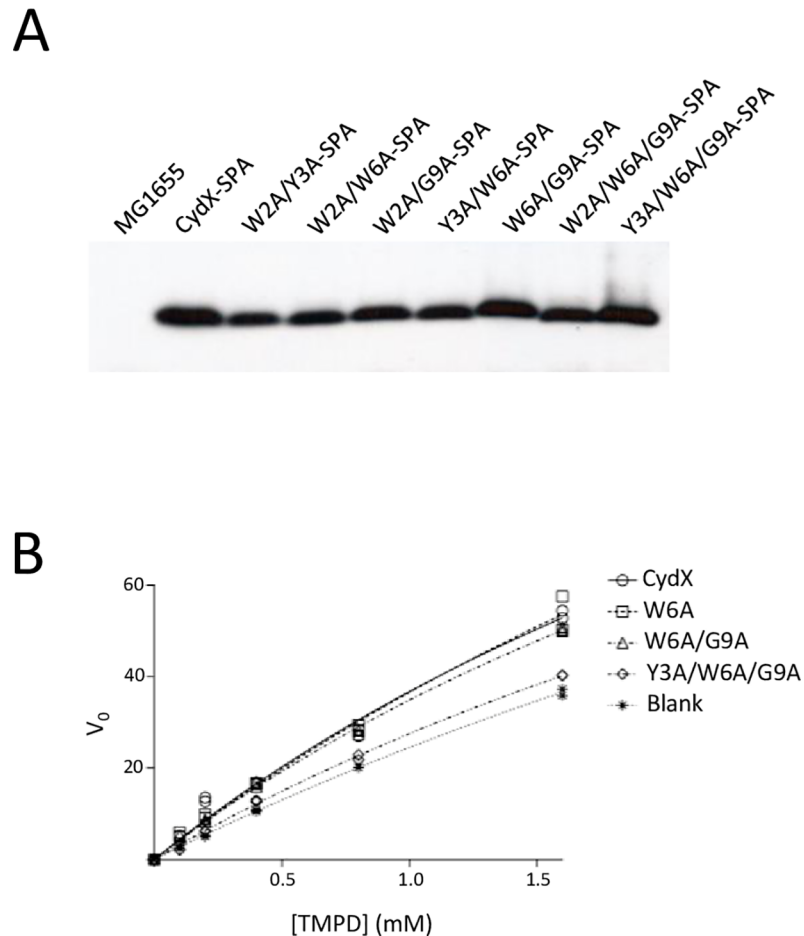 A
MG1655
CydX-SPA
W2A/Y3A-SPA
W2A/W6A-SPA
W2A/G9A-SPA
Y3A/W6A-SPA
W6A/G9A-SPA
W2A/W6A/G9A-SPA
Y3A/W6A/G9A-SPA
B
60
40
20
V0
0.5
1.0
1.5
[TMPD] (mM)
CydX
W6A
W6A/G9A
Y3A/W6A/G9A
Blank